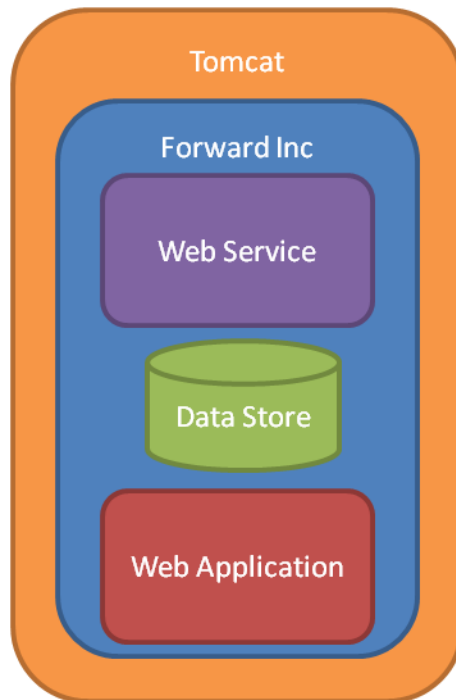 Tomcat
Forward Inc
Web Service
Data Store
Web Application